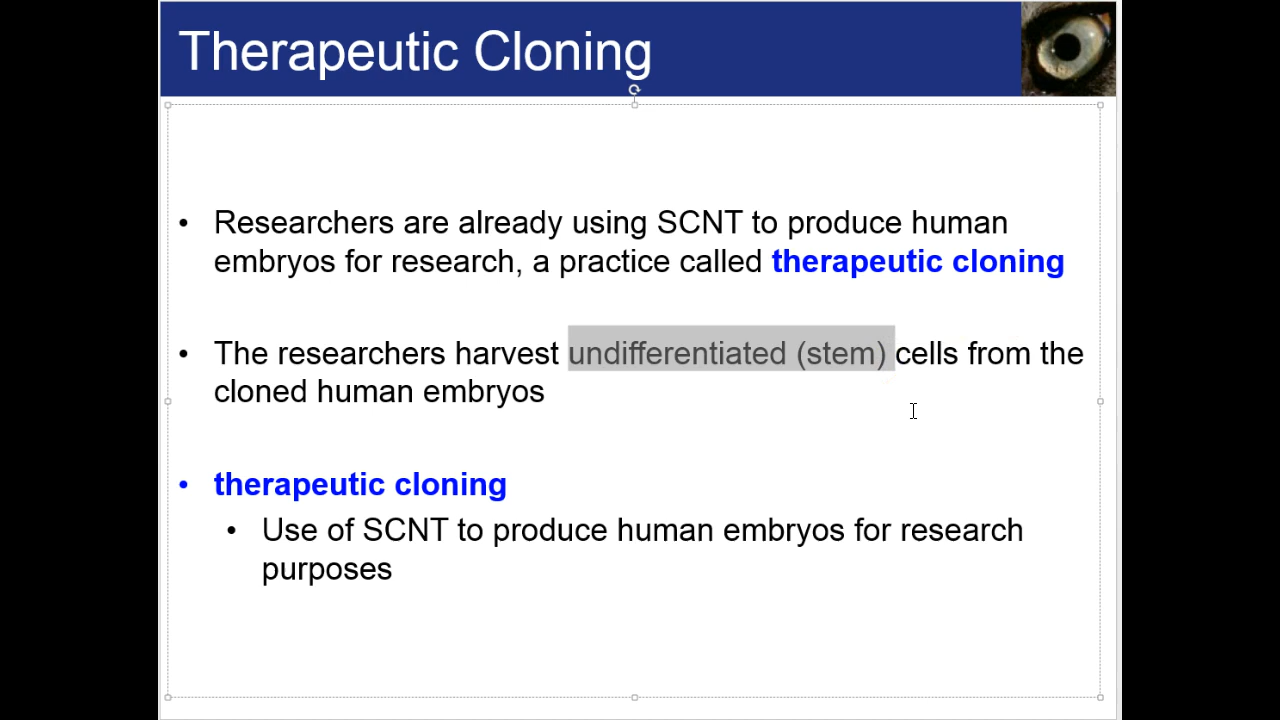 Therapeutic Cloning
• Researchers are already using SCNT to produce human
embryos for research, a practice called therapeutic cloning
• The researchers harvest undifferentiated (stem) cells from the
cloned human embryos
• therapeutic cloning
• Use of SCNT to produce human embryos for research
purposes